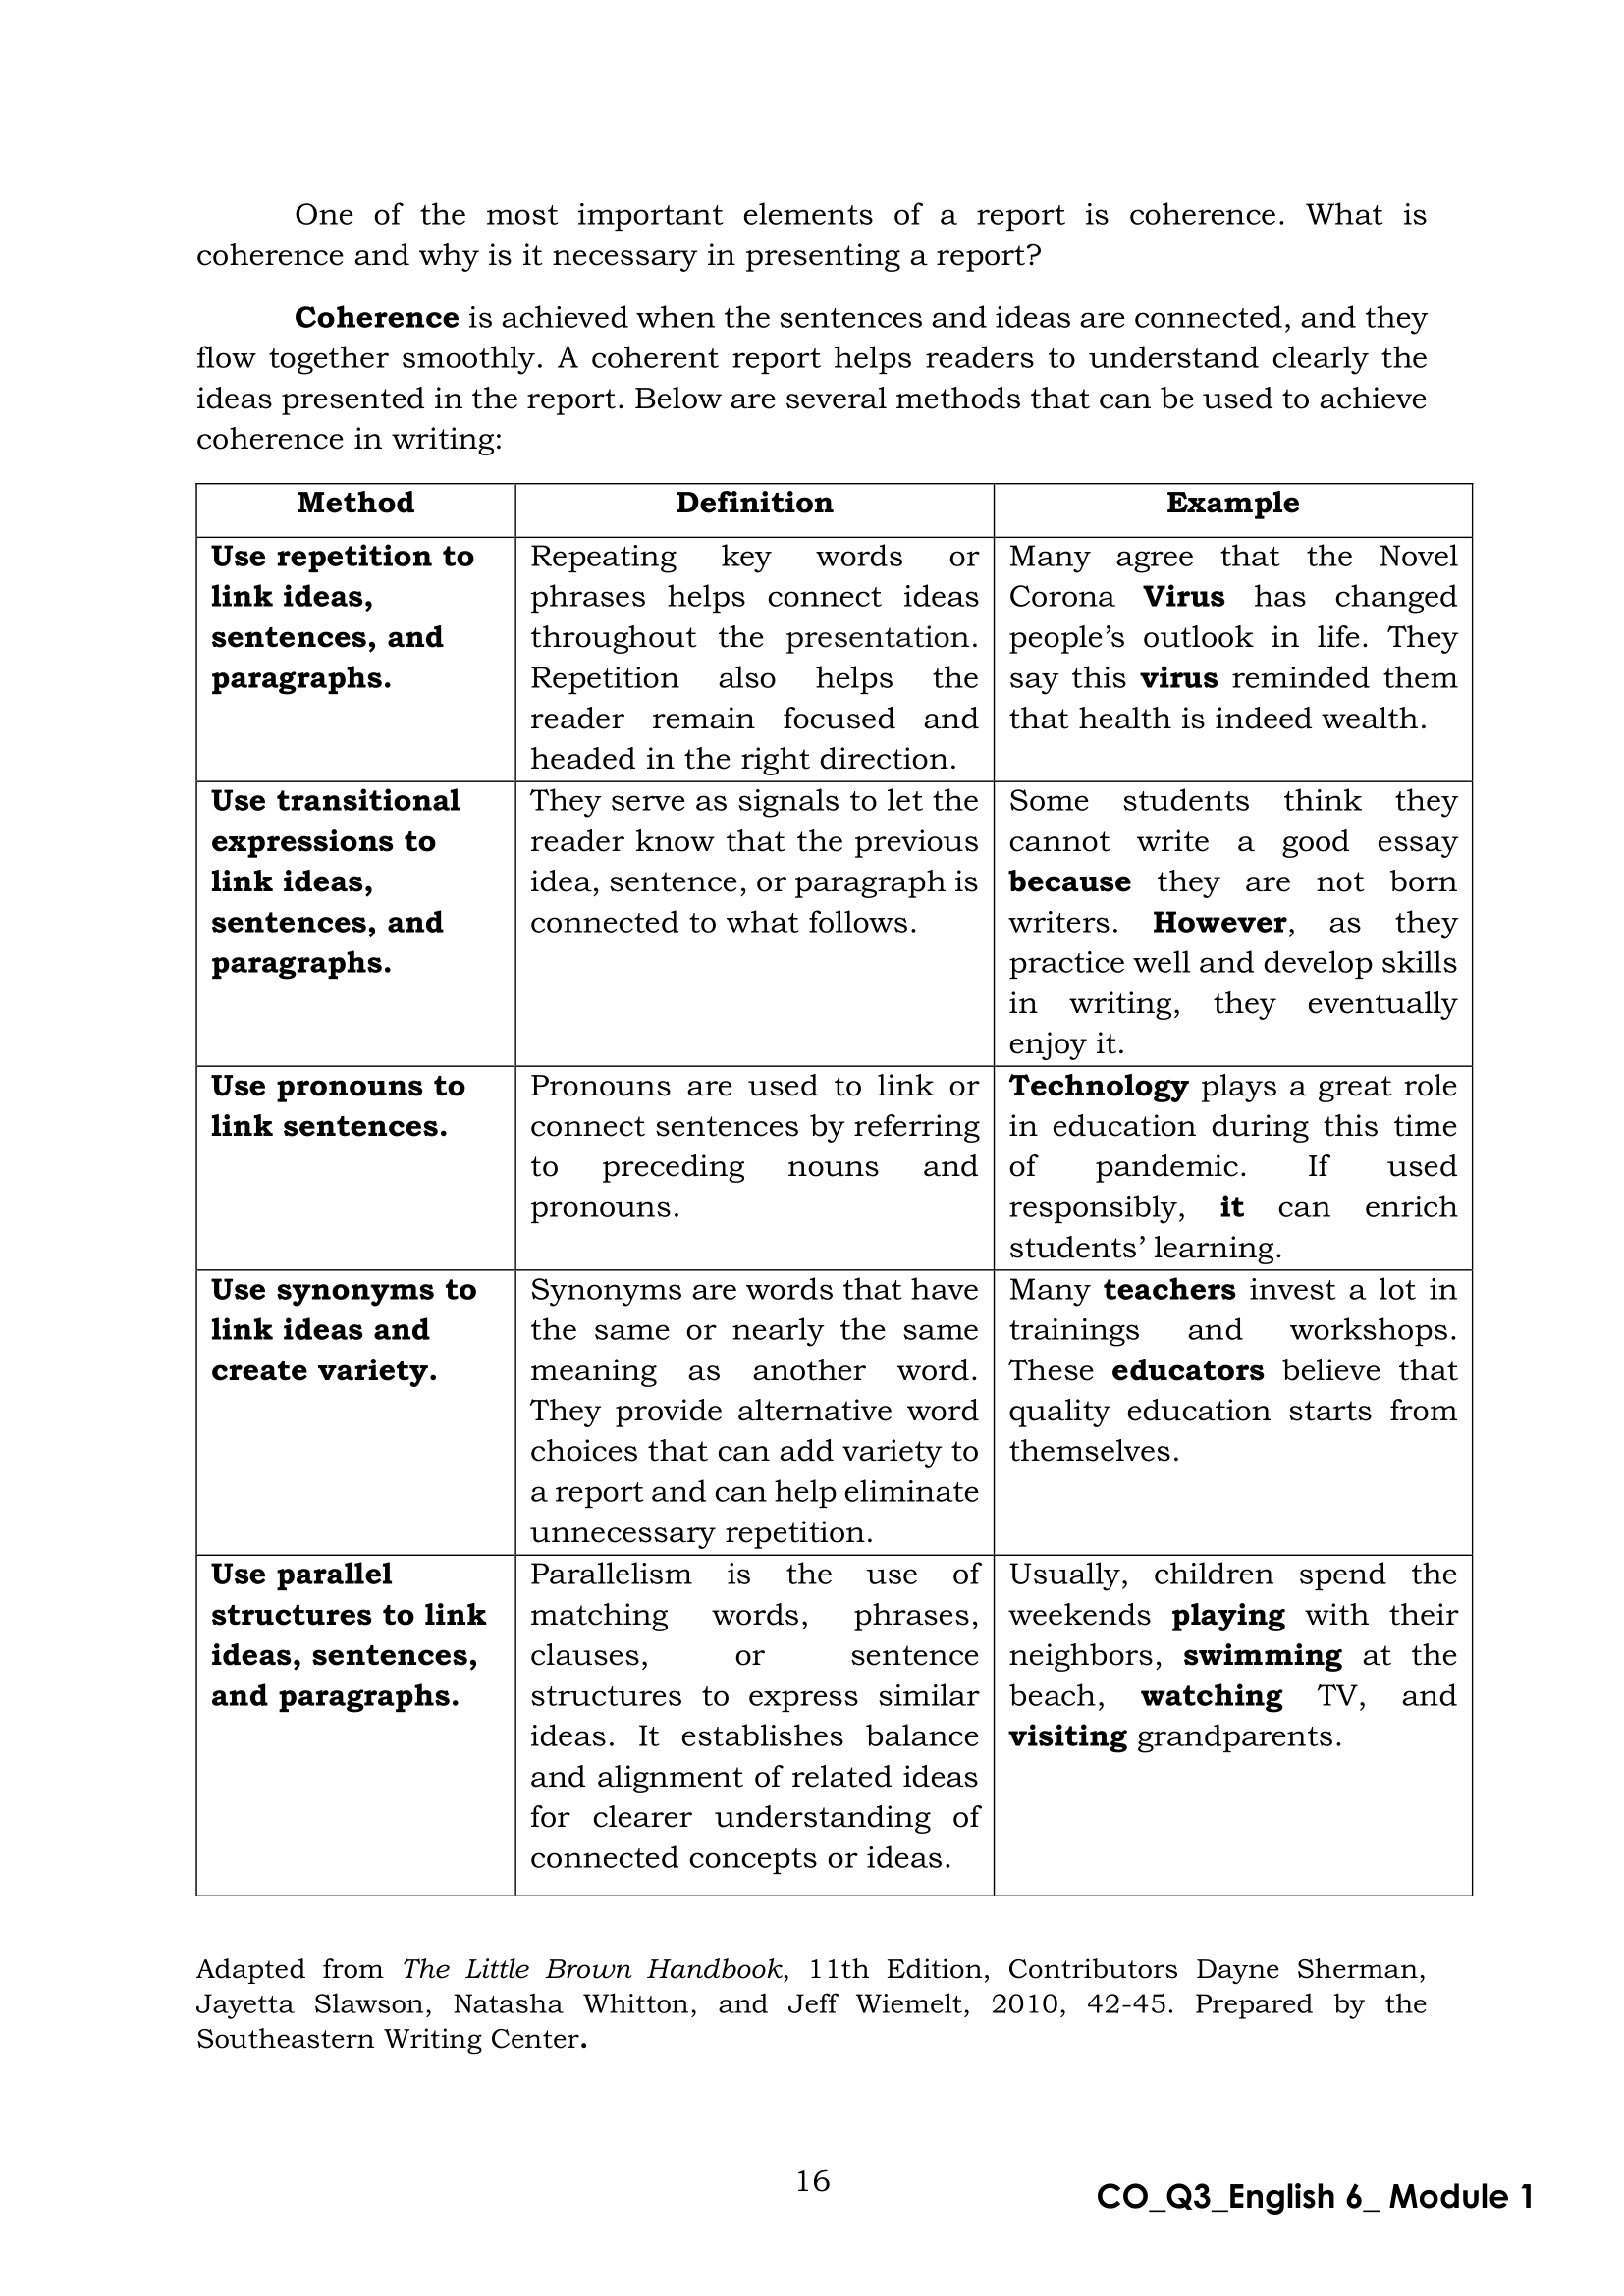 One of the most important elements of a report is coherence. What is
coherence and why is it necessary in presenting a report?
Coherence is achieved when the sentences and ideas are connected, and they
flow together smoothly. A coherent report helps readers to understand clearly the
ideas presented in the report. Below are several methods that can be used to achieve
coherence in writing:
Method
Definition
Example
Use repetition to
link ideas,
sentences, and
paragraphs.
Repeating key words or
phrases helps connect ideas
throughout the presentation.
Repetition also helps the
reader remain focused and
headed in the right direction.
Many agree that the Novel
Corona Virus has changed
people’s outlook in life. They
say this virus reminded them
that health is indeed wealth.
Use transitional
expressions to
link ideas,
sentences, and
paragraphs.
They serve as signals to let the
reader know that the previous
idea, sentence, or paragraph is
connected to what follows.
Some students think they
cannot write a good essay
because they are not born
writers. However, as they
practice well and develop skills
in writing, they eventually
enjoy it.
Use pronouns to
link sentences.
Pronouns are used to link or
connect sentences by referring
to preceding nouns and
pronouns.
Technology plays a great role
in education during this time
of pandemic. If used
responsibly, it can enrich
students’ learning.
Use synonyms to
link ideas and
create variety.
Synonyms are words that have
the same or nearly the same
meaning as another word.
They provide alternative word
choices that can add variety to
a report and can help eliminate
unnecessary repetition.
Many teachers invest a lot in
trainings and workshops.
These educators believe that
quality education starts from
themselves.
Use parallel
structures to link
ideas, sentences,
and paragraphs.
Parallelism is the use of
matching words, phrases,
clauses, or sentence
structures to express similar
ideas. It establishes balance
and alignment of related ideas
for clearer understanding of
connected concepts or ideas.
Usually, children spend the
weekends playing with their
neighbors, swimming at the
beach, watching TV, and
visiting grandparents.
Adapted from The Little Brown Handbook, 11th Edition, Contributors Dayne Sherman,
Jayetta Slawson, Natasha Whitton, and Jeff Wiemelt, 2010, 42-45. Prepared by the
Southeastern Writing Center.
16
CO_Q3_English 6_ Module 1